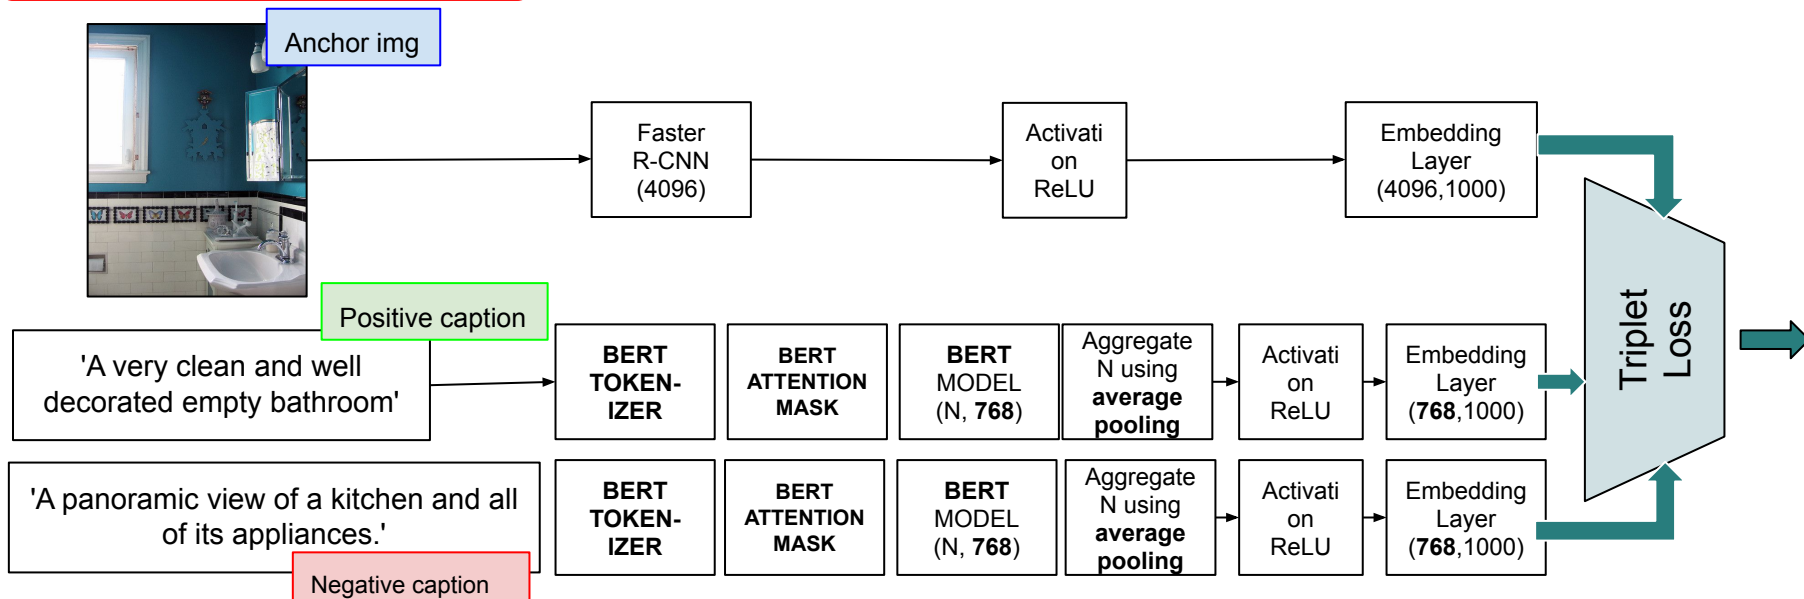 Anchor img
Faster
R-CNN
(4096)
Activati
on
ReLU
Embedding
Layer
(4096,1000)
Positive caption
'A very clean and well
decorated empty bathroom'
BERT
TOKEN-
IZER
BERT
ATTENTION
MASK
BERT
MODEL
(N, 768)
Aggregate
N using
average
pooling
Activati
on
ReLU
Embedding
Layer
(768,1000)
Triplet
Loss
'A panoramic view of a kitchen and all
of its appliances.'
Negative caption
BERT
TOKEN-
IZER
BERT
ATTENTION
MASK
BERT
MODEL
(N, 768)
Aggregate
N using
average
pooling
Activati
on
ReLU
Embedding
Layer
(768,1000)